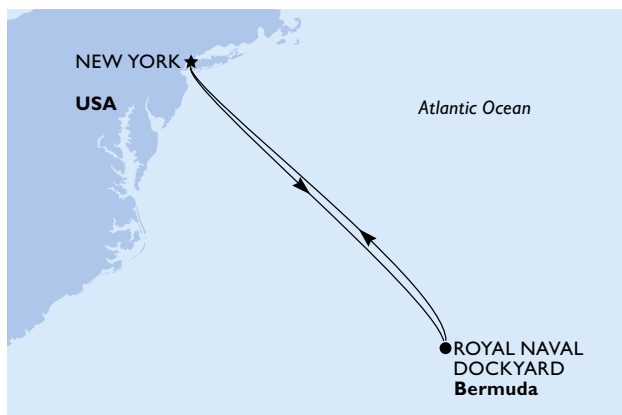 NEW YORK
USA
Atlantic Ocean
ROYAL NAVAL
DOCKYARD
Bermuda